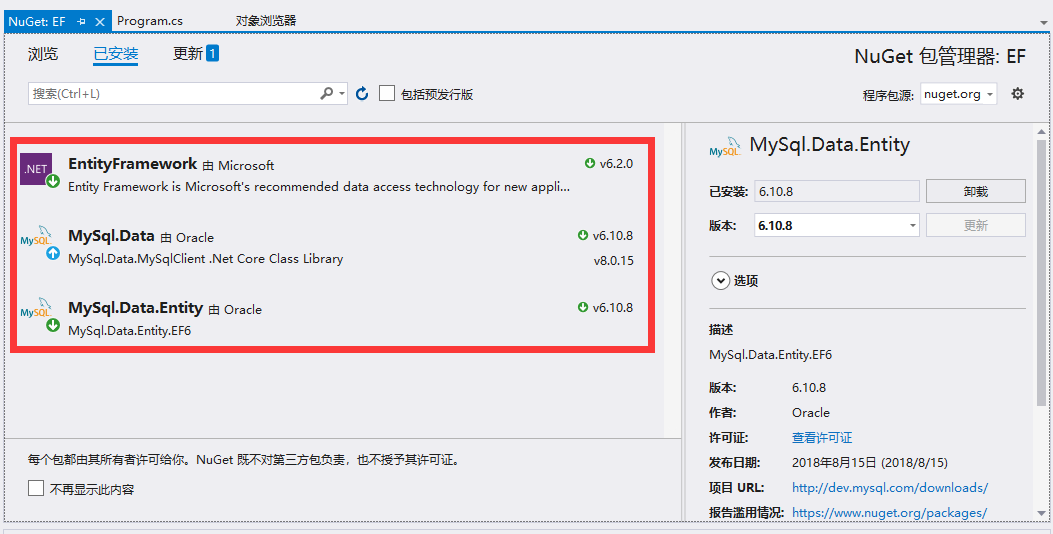 NuGet: EF
Program.cs
对象浏览器
浏览
已安装
更新 1
NuGet 包管理器: EF
搜索(Ctrl+L)
包括预发行版
程序包源: nuget.org
.NET
EntityFramework 由 Microsoft
v6.2.0
Entity Framework is Microsoft's recommended data access technology for new appli...
MySQL
MySql.Data 由 Oracle
v6.10.8
MySql.Data.MySqlClient .Net Core Class Library
v8.0.15
MySQL
MySql.Data.Entity 由 Oracle
v6.10.8
MySql.Data.Entity.EF6
每个包都由其所有者许可给你。NuGet 既不对第三方包负责，也不授予其许可证。
不再显示此内容
MySQL
MySql.Data.Entity
已安装: 6.10.8
卸载
版本: 6.10.8
更新
选项
描述
MySql.Data.Entity.EF6
版本: 6.10.8
作者: Oracle
许可证: 查看许可证
发布日期: 2018年8月15日 (2018/8/15)
项目 URL: http://dev.mysql.com/downloads/
报告滥用情况: https://www.nuget.org/packages/